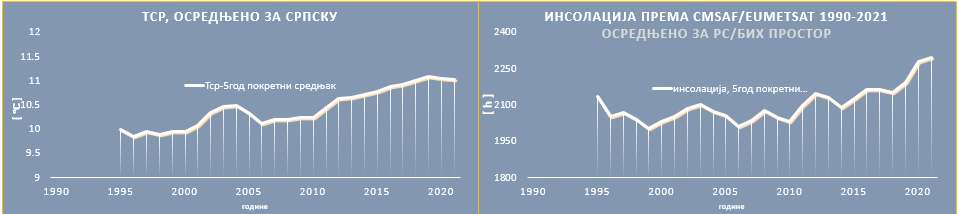 ТСР, ОСРЕДЊЕНО ЗА СРПСКУ
12
11.5
11
10.5
10
9.5
9
[ °C]
Тср-5год покретни средњак
1990 1995 2000 2005 2010 2015 2020
године
ИНСОЛАЦИЈА ПРЕМА CMSAF/EUMETSAT 1990-2021
ОСРЕДЊЕНО ЗА РС/БИХ ПРОСТОР
2400
2250
2100
1950
1800
[ h ]
инсолација, 5год покретни...
1990 1995 2000 2005 2010 2015 2020
године